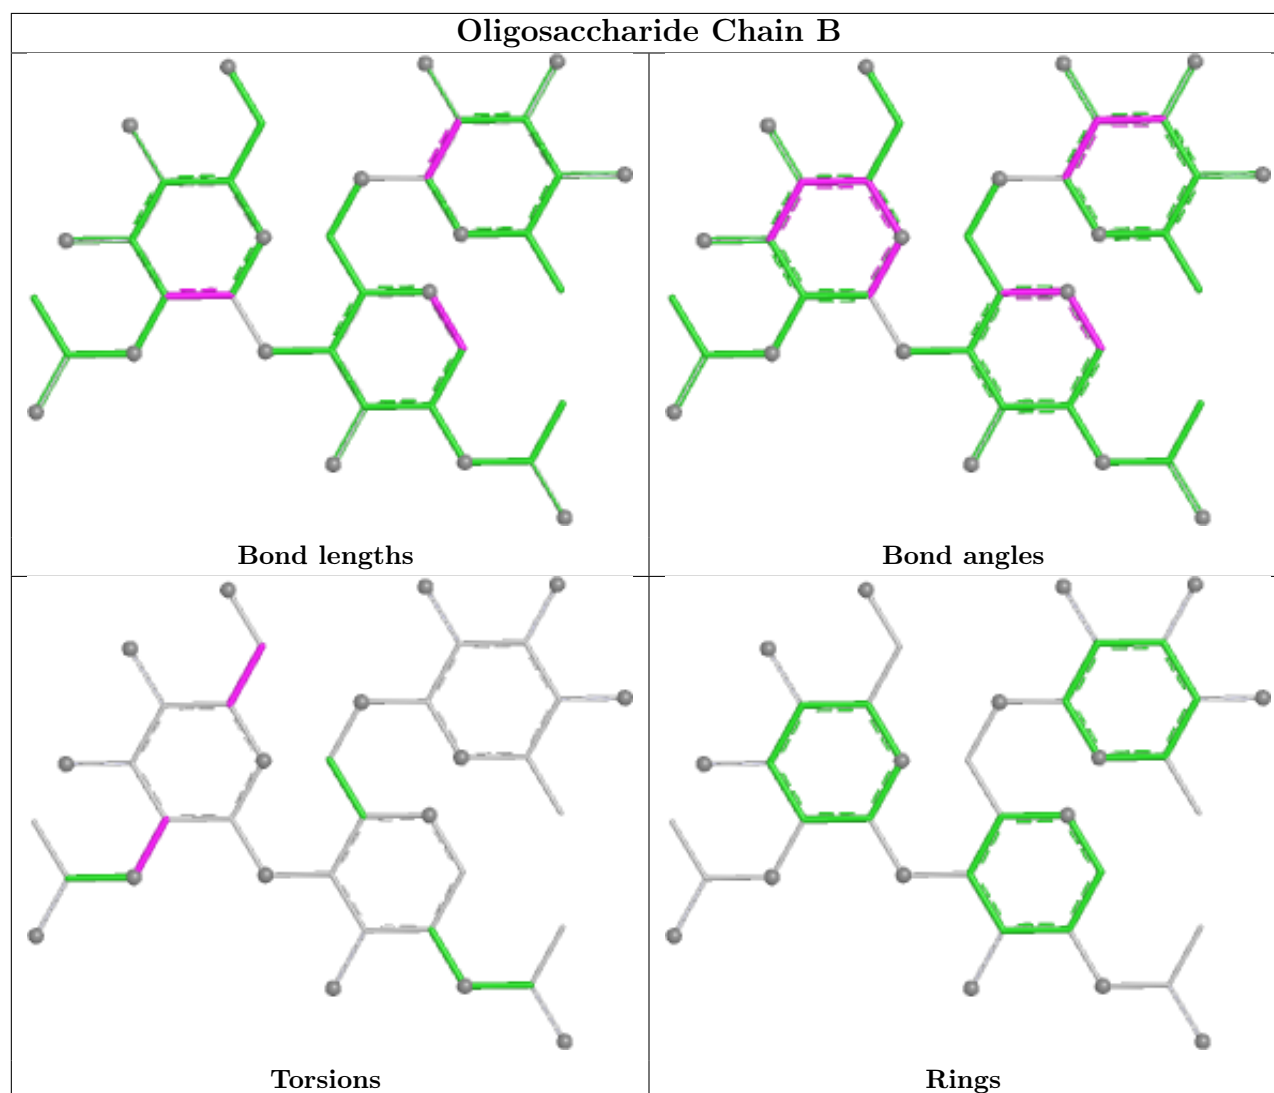 Oligosaccharide Chain B
Bond lengths
Bond angles
Torsions
Rings